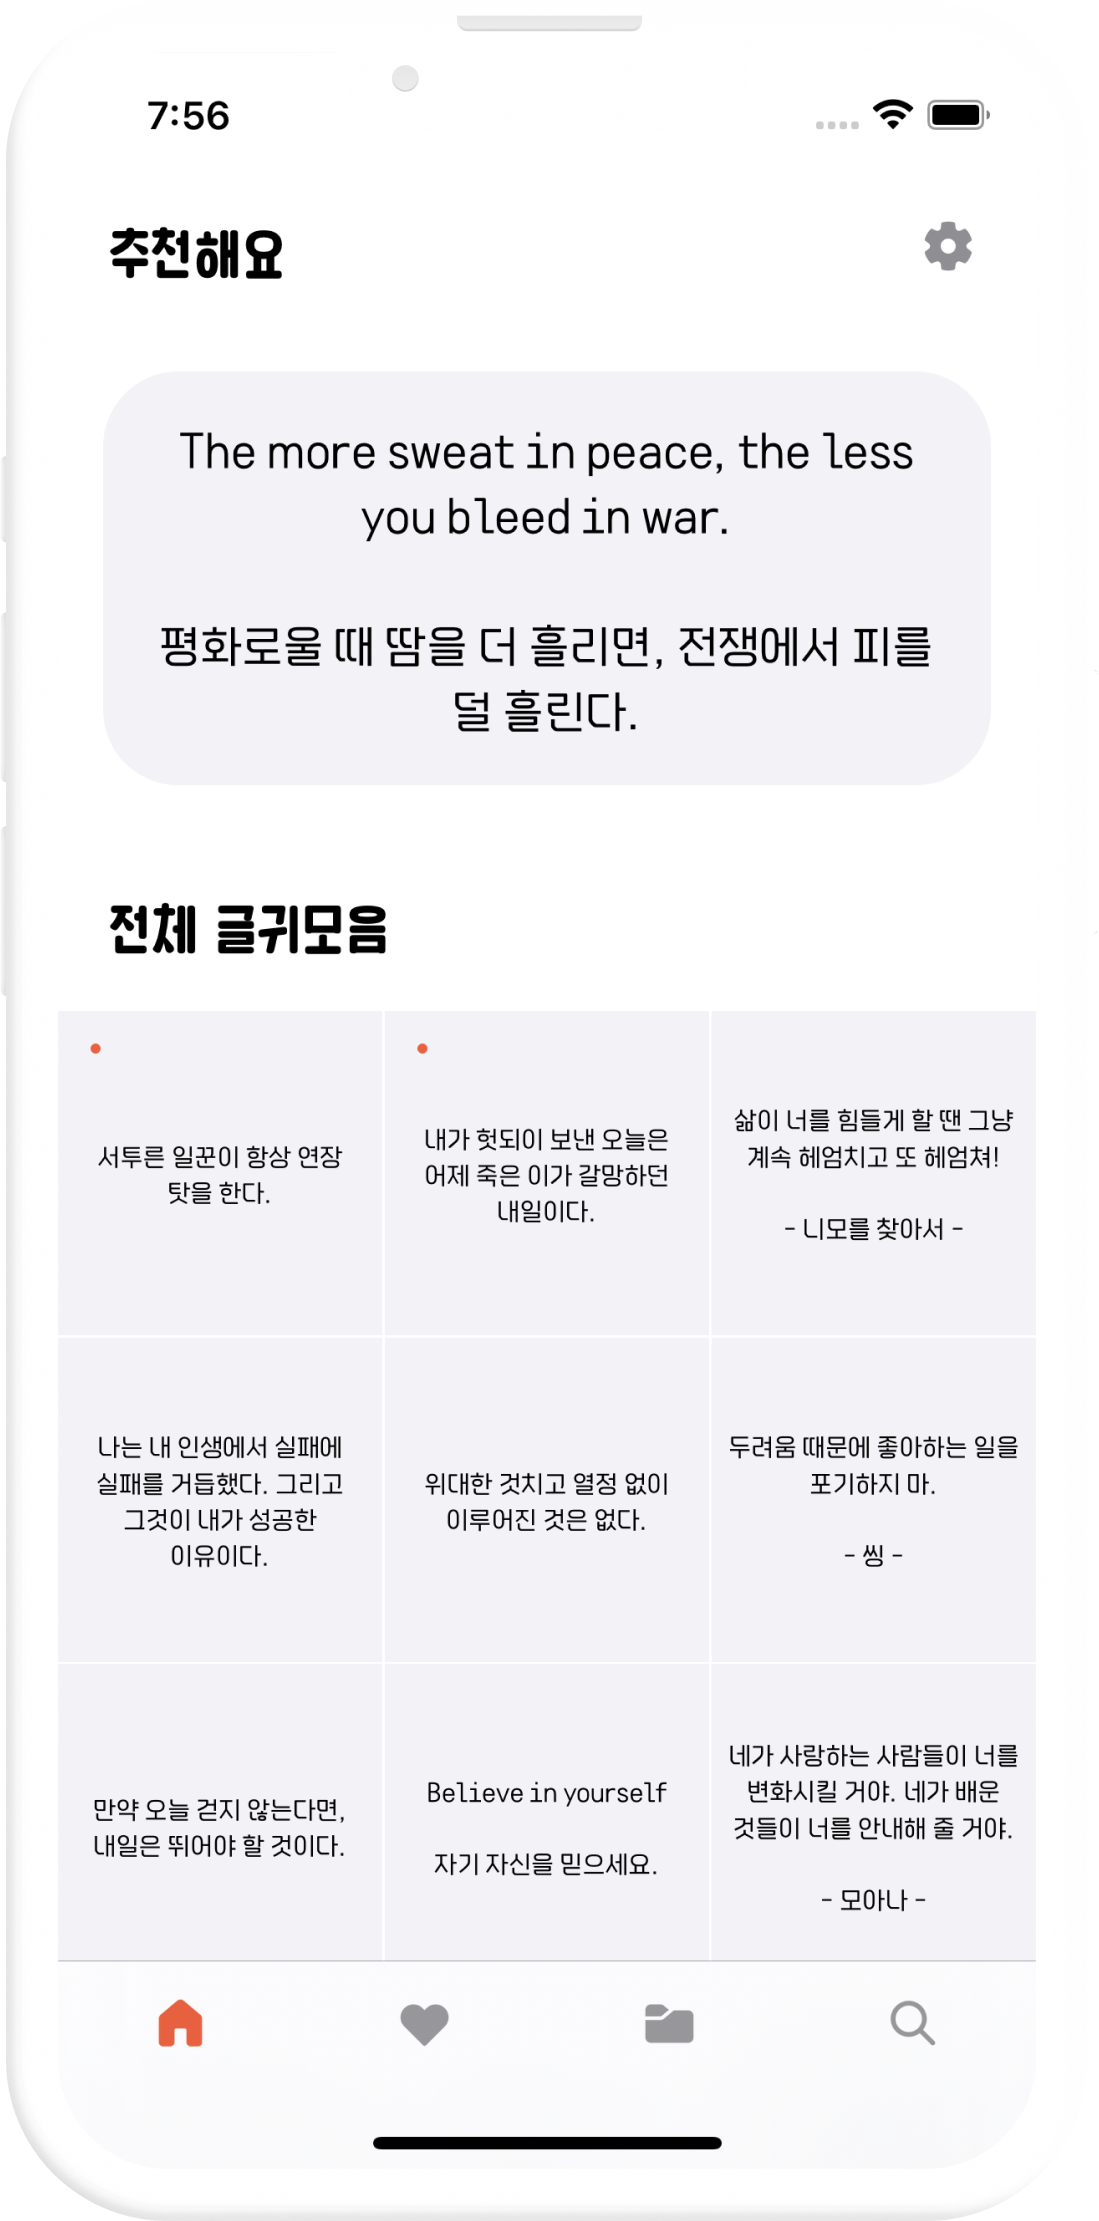 7:56
추천해요
The more sweat in peace, the less
you bleed in war.
평화로울 때 땀을 더 흘리면, 전쟁에서 피를
덜 흘린다.
전체 글귀모음
서투른 일꾼이 항상 연장
탓을 한다.
내가 헛되이 보낸 오늘은
어제 죽은 이가 갈망하던
내일이다.
삶이 너를 힘들게 할 땐 그냥
계속 헤엄치고 또 헤엄쳐!
- 니모를 찾아서 -
나는 내 인생에서 실패에
실패를 거듭했다. 그리고
그것이 내가 성공한
이유이다.
위대한 것치고 열정 없이
이루어진 것은 없다.
두려움 때문에 좋아하는 일을
포기하지 마.
- 씽 -
만약 오늘 걷지 않는다면,
내일은 뛰어야 할 것이다.
Believe in yourself
자기 자신을 믿으세요.
네가 사랑하는 사람들이 너를
변화시킬 거야. 네가 배운
것들이 너를 안내해 줄 거야.
- 모아나 -